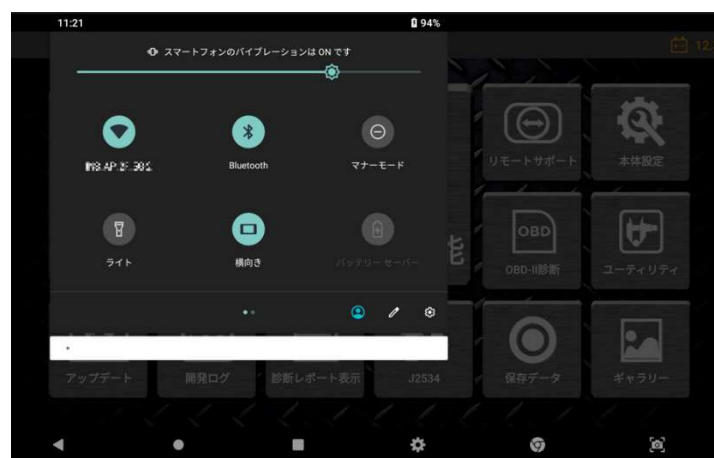 11:21
94%
スマートフォンのバイブレーションは ON です
12.
Bluetooth
マナーモード
リモートサポート
本体設定
ライト
横向き
バッテリー セーバー
も
OBD
OBD-II診断
ユーティリティ
アップデート
開発ログ
診断レポート表示
J2534
保存データ
ギャラリー